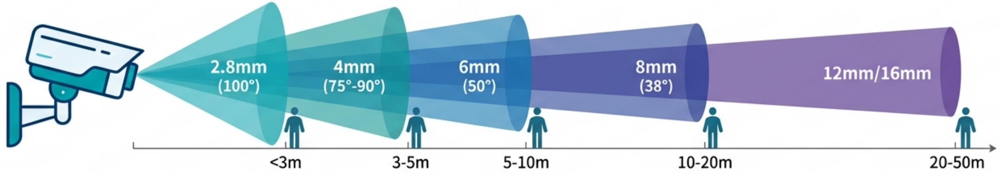 2.8mm
(100°)
4mm
(75°-90°)
6mm
(50°)
8mm
(38°)
12mm/16mm
<3m
3-5m
5-10m
10-20m
20-50m